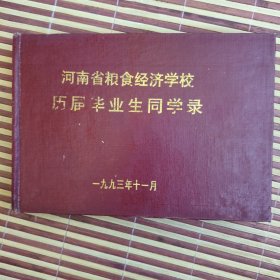 河南省粮食经济学校
历届毕业生同学录
一九九三年十一月